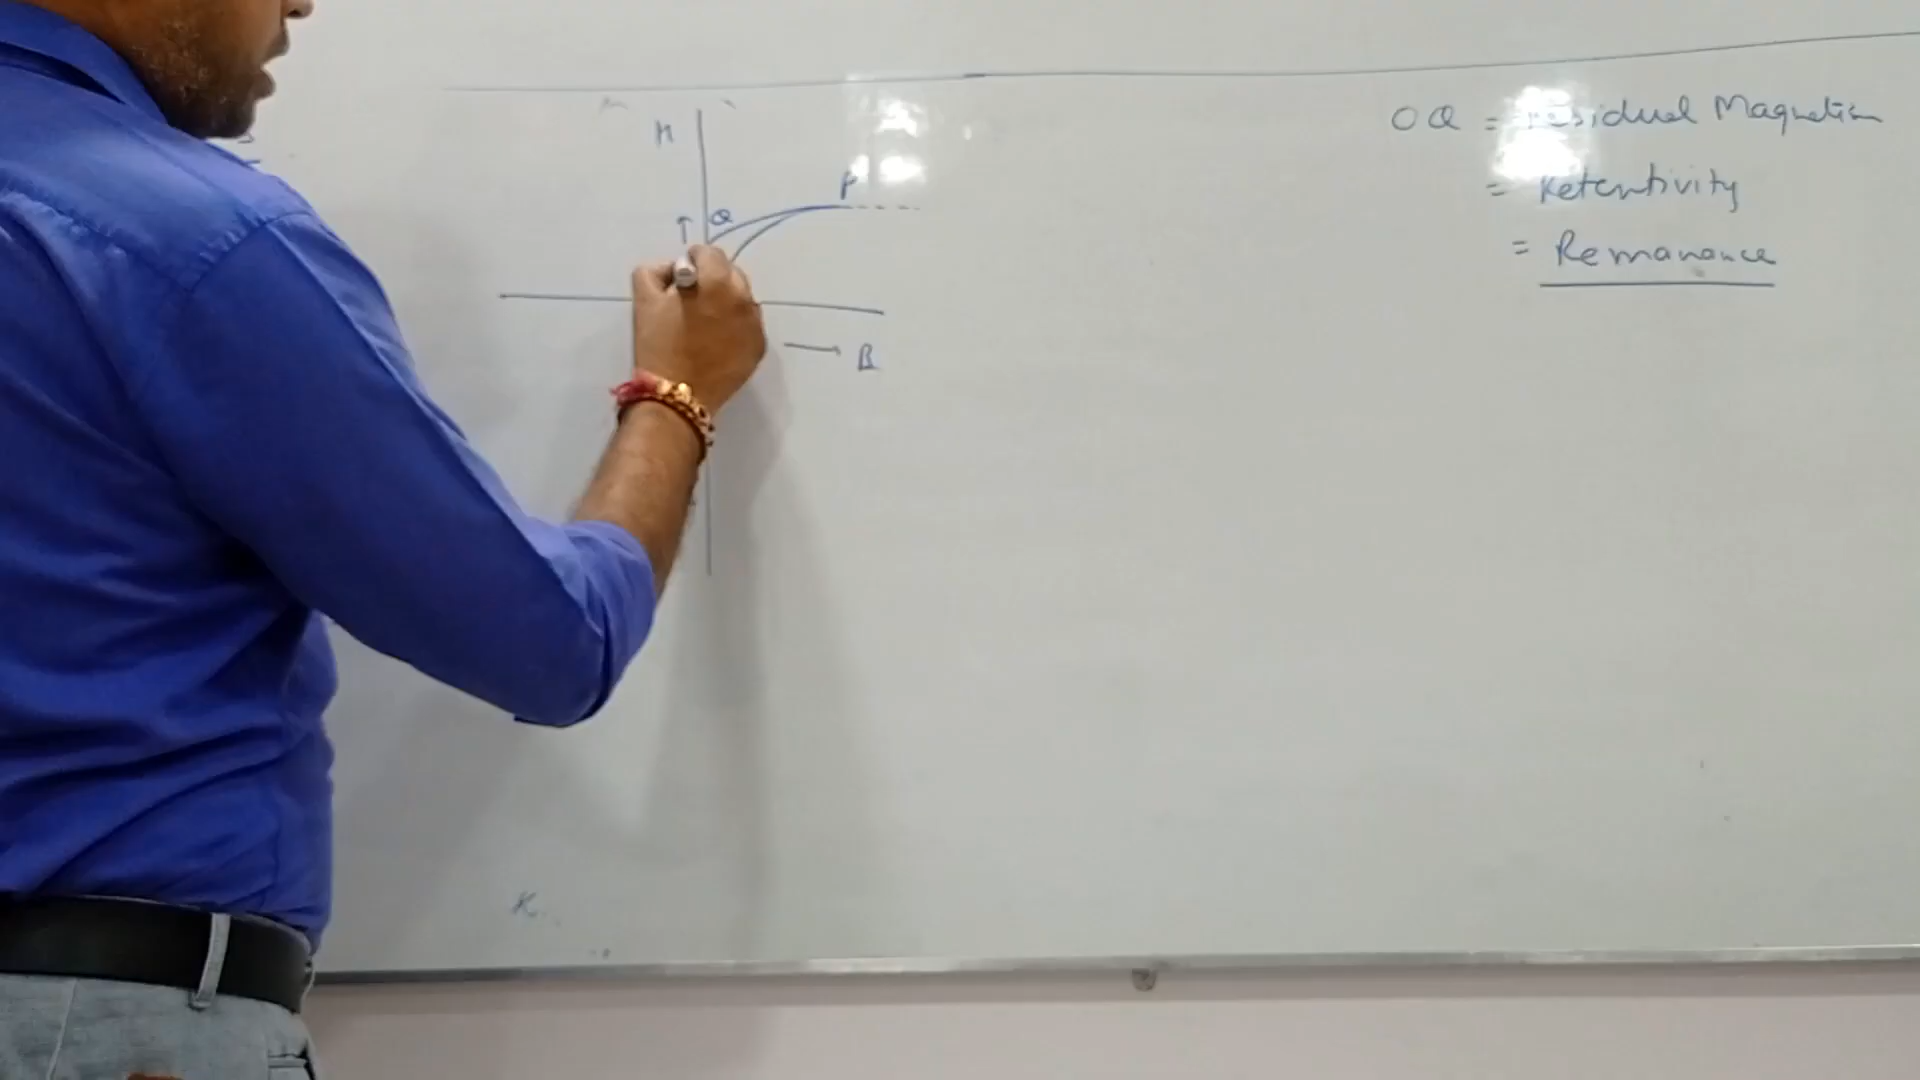 M
P
Q
B
OQ = Residual Magnetism
= Retentivity
= Remanance